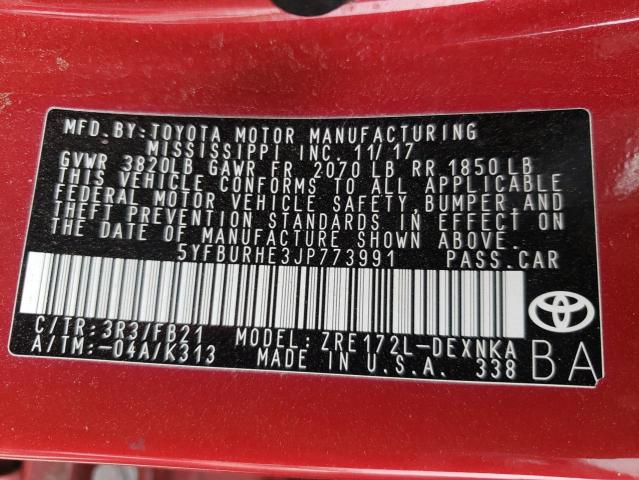 MFD.BY:TOYOTA MOTOR MANUFACTURING
MISSISSIPPI INC. 11/17
GVWR 3820LB GAWR FR 2070 LB RR 1850 LB
THIS VEHICLE CONFORMS TO ALL APPLICABLE
FEDERAL MOTOR VEHICLE SAFETY, BUMPER, AND
THEFT PREVENTION STANDARDS IN EFFECT ON
THE DATE OF MANUFACTURE SHOWN ABOVE.
5YFBURHE3JP773991 PASS.CAR
C/TR:3R3/FB21 MODEL: ZRE172L-DEXNKA
A/TM:-04A/K313 MADE IN U.S.A. 338
BA